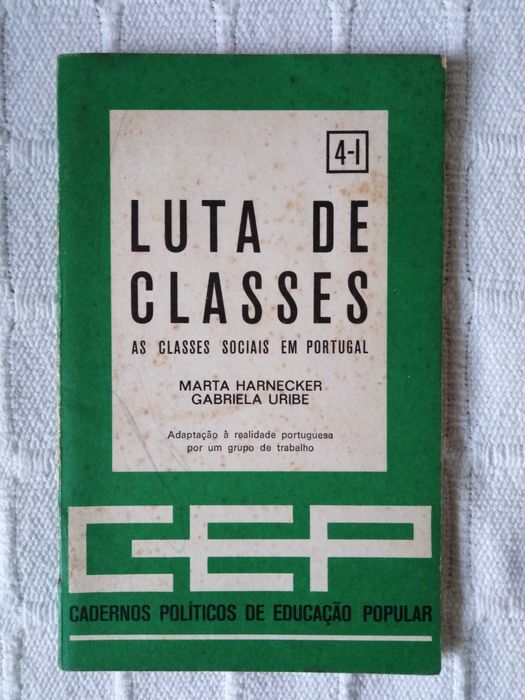 4-I
LUTA DE
CLASSES
AS CLASSES SOCIAIS EM PORTUGAL
MARTA HARNECKER
GABRIELA URIBE
Adaptação à realidade portuguesa
por um grupo de trabalho
CEP
CADERNOS POLÍTICOS DE EDUCAÇÃO POPULAR